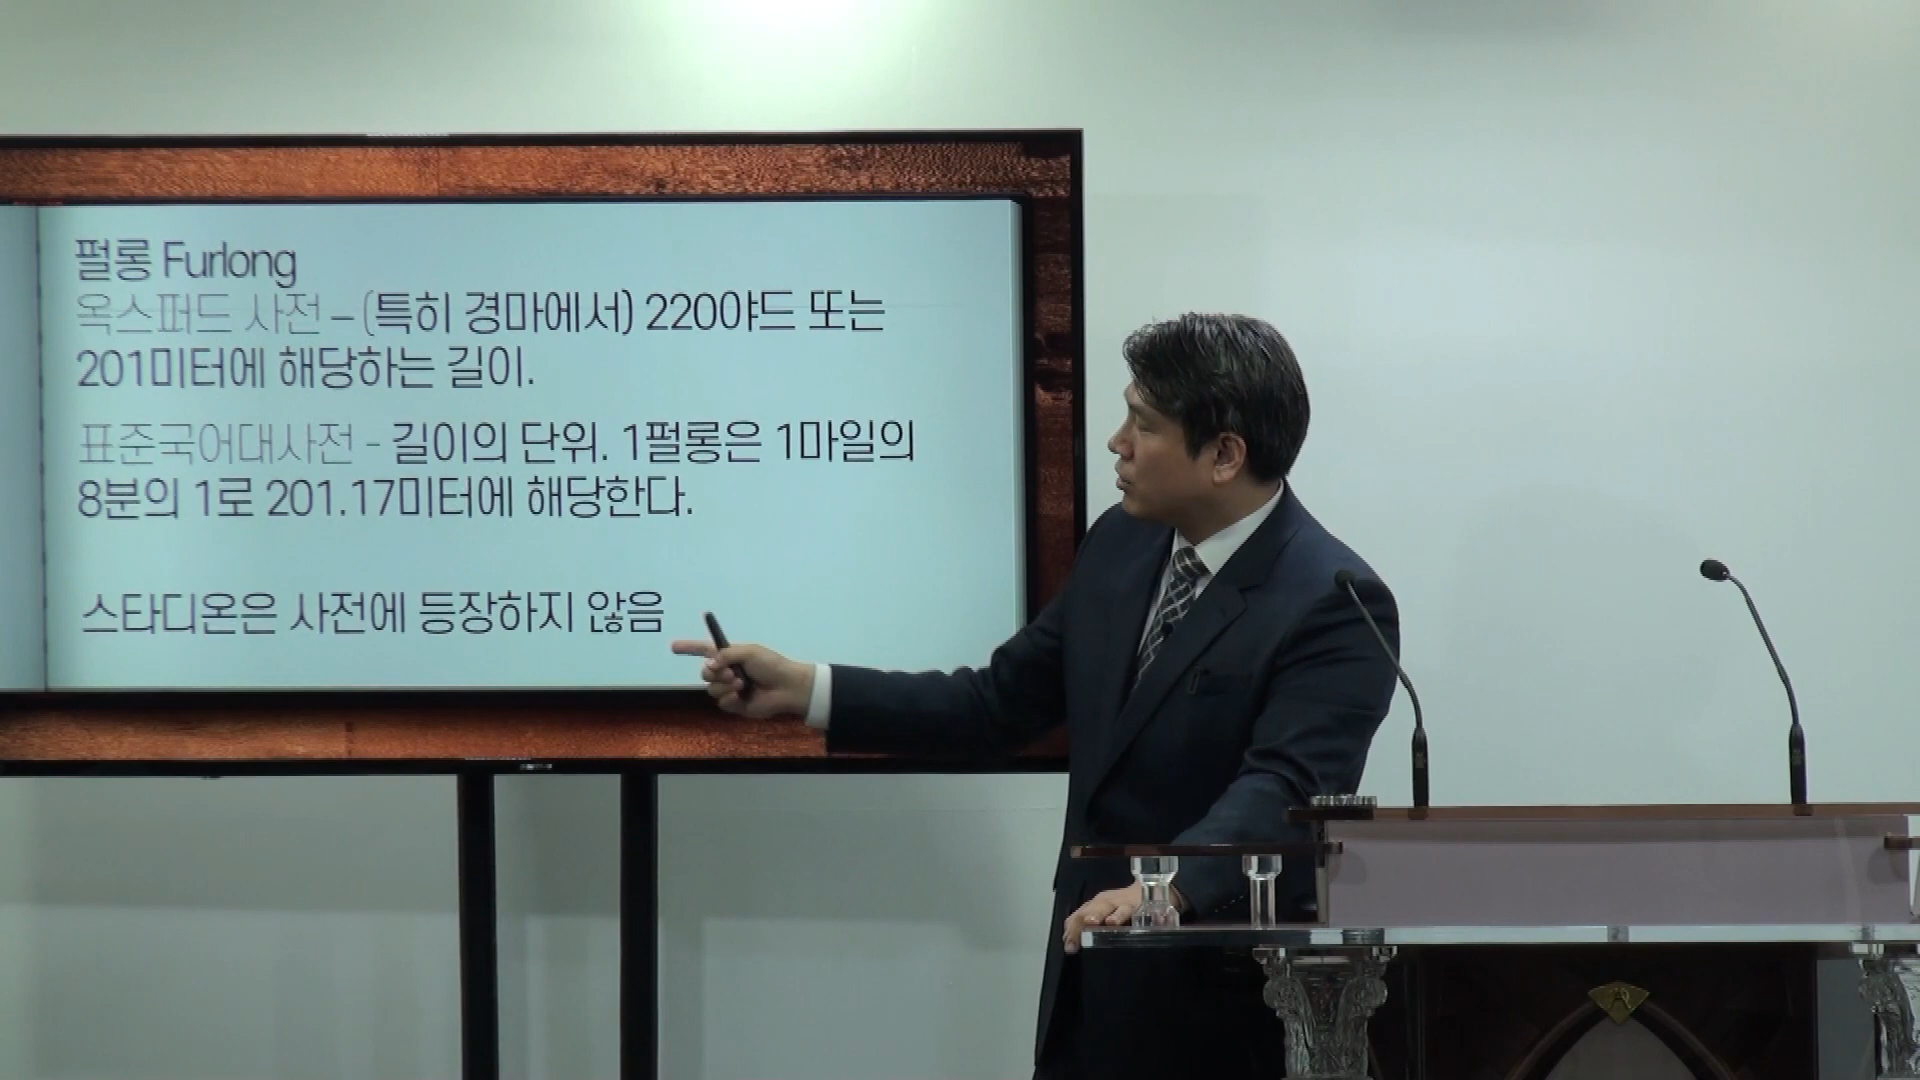 펄롱 Furlong
옥스퍼드 사전 – (특히 경마에서) 220야드 또는
201미터에 해당하는 길이.
표준국어대사전 - 길이의 단위. 1펄롱은 1마일의
8분의 1로 201.17미터에 해당한다.
스타디온은 사전에 등장하지 않음